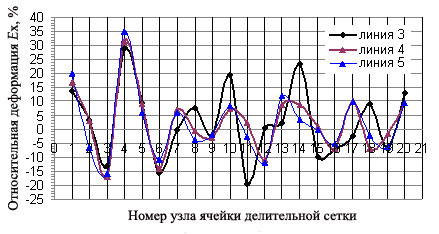 Относительная деформация Ex, %
40
35
30
25
20
15
10
5
0
-5
-10
-15
-20
-25
0 1 2 3 4 5 6 7 8 9 10 11 12 13 14 15 16 17 18 19 20 21
линия 3
линия 4
линия 5
Номер узла ячейки делительной сетки